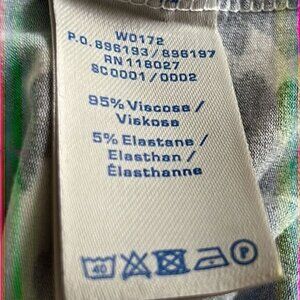 W0172
P.O. 896193 / 896197
RN 118027
SC0001 / 0002
95% Viscose /
Viskose
5% Elastane /
Elasthan /
Élasthanne
40 P